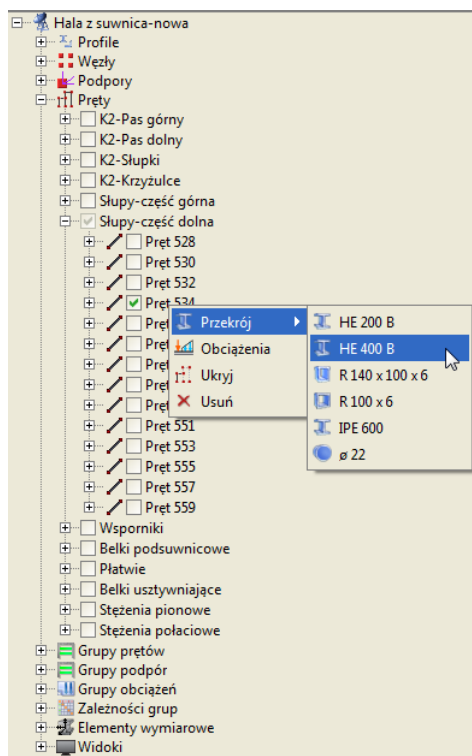 Hala z suwnica-nowa
Profile
Węzły
Podpory
Pręty
K2-Pas górny
K2-Pas dolny
K2-Słupki
K2-Krzyżulce
Słupy-część górna
Słupy-część dolna
Pręt 528
Pręt 530
Pręt 532
Pręt 534
Przekrój
HE 200 B
Obciążenia
HE 400 B
Ukryj
R 140 x 100 x 6
Usuń
R 100 x 6
Pręt 551
IPE 600
Pręt 553
ø 22
Pręt 555
Pręt 557
Pręt 559
Wsporniki
Belki podsuwnicowe
Płatwie
Belki usztywniające
Stężenia pionowe
Stężenia połaciowe
Grupy prętów
Grupy podpór
Grupy obciążeń
Zależności grup
Elementy wymiarowe
Widoki